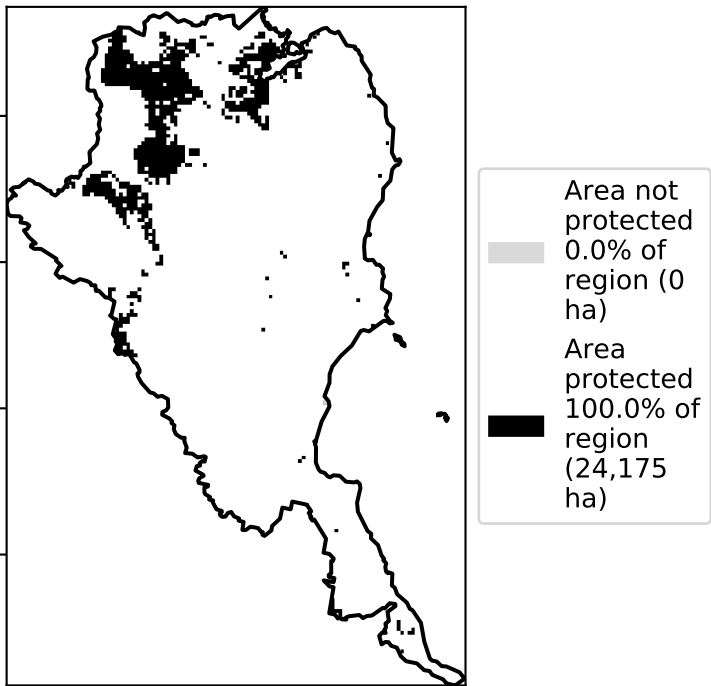 Area not
protected
0.0% of
region (0
ha)
Area
protected
100.0% of
region
(24,175
ha)